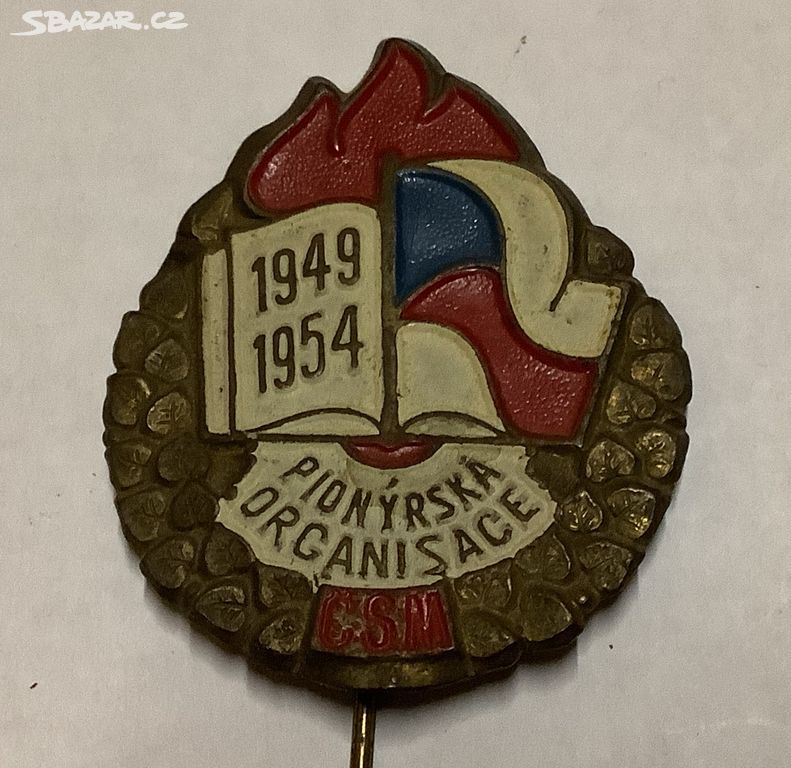 SBAZAR.CZ
1949
1954
PIONÝRSKÁ
ORGANISACE
ČSM